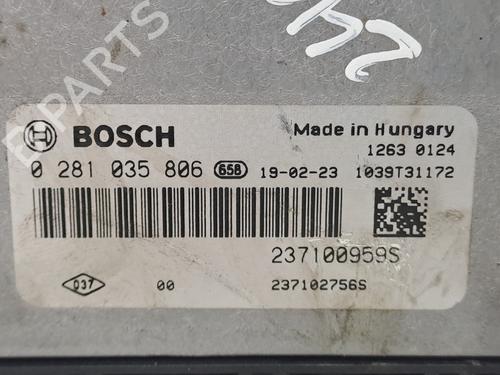 BOSCH
Made in Hungary
1263 0124
0 281 035 806 658 19-02-23 1039T31172
237100959S
037 00 237102756S